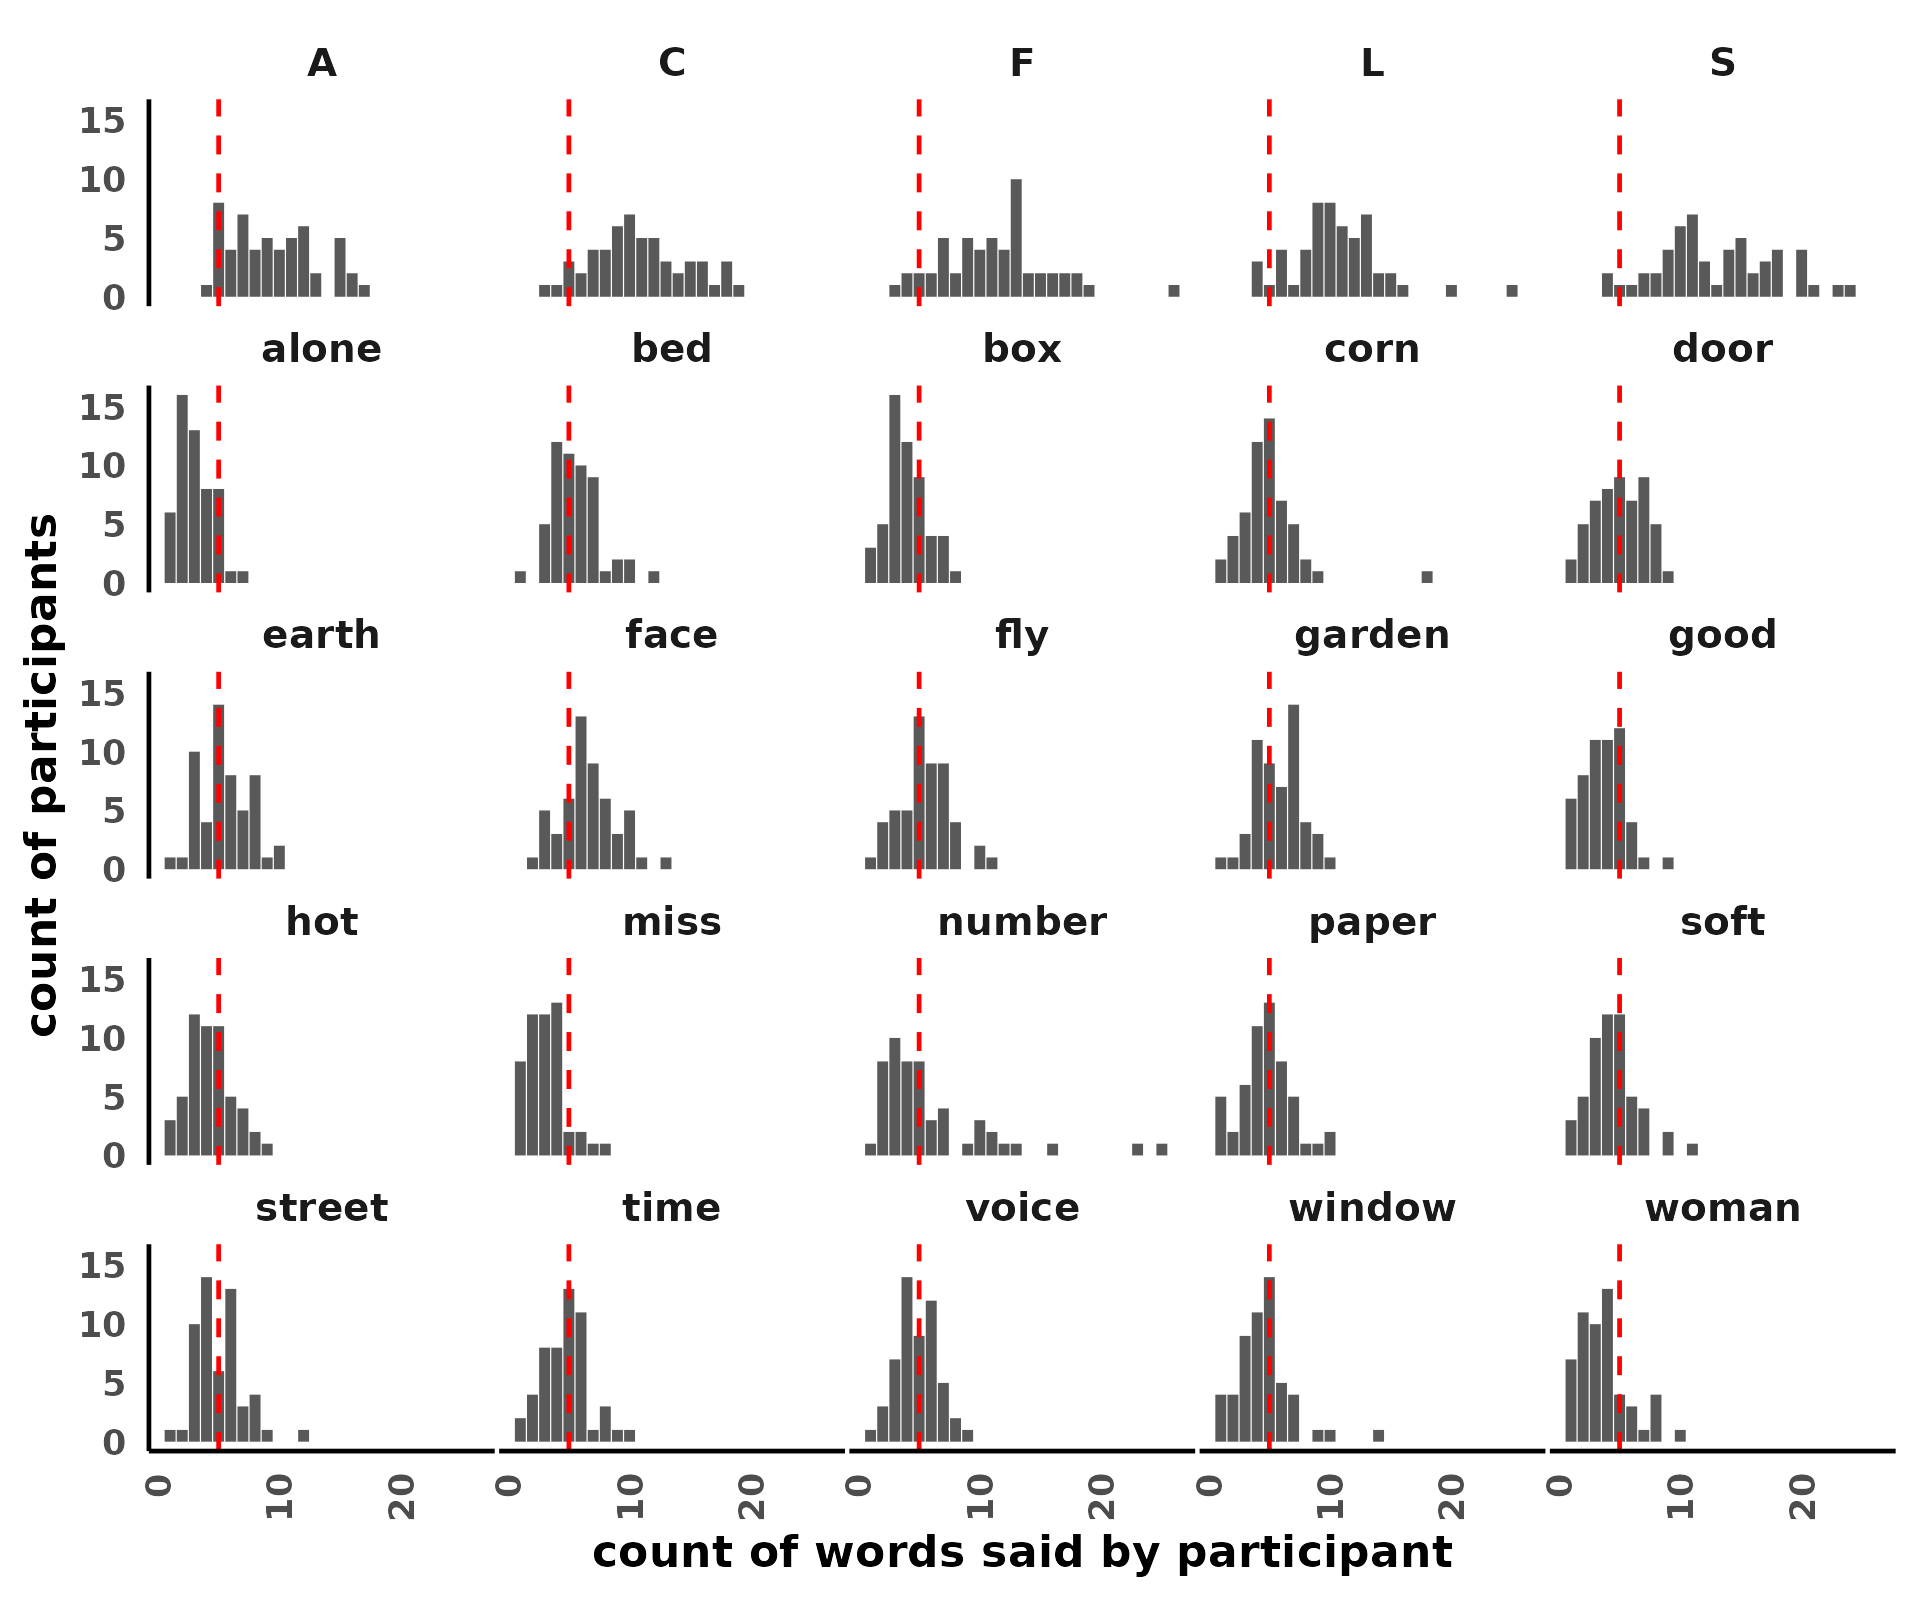 A C F L S
15
10
5
0
alone bed box corn door
15
10
5
0
earth face fly garden good
15
10
5
0
hot miss number paper soft
15
10
5
0
street time voice window woman
15
10
5
0
0 10 20 0 10 20 0 10 20 0 10 20 0 10 20
count of words said by participant
count of participants